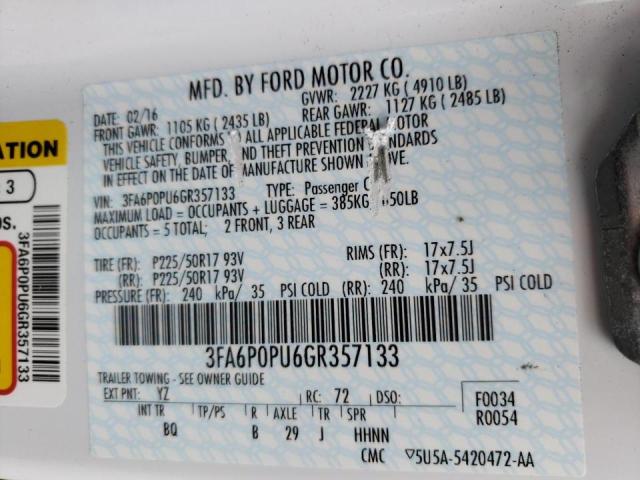 MFD. BY FORD MOTOR CO.
DATE: 02/16
GVWR: 2227 KG ( 4910 LB)
FRONT GAWR: 1105 KG ( 2435 LB)
REAR GAWR: 1127 KG ( 2485 LB)
THIS VEHICLE CONFORMS ALL APPLICABLE FEDERAL MOTOR
VEHICLE SAFETY, BUMPER, AND THEFT PREVENTION STANDARDS
IN EFFECT ON THE DATE OF MANUFACTURE SHOWN
VIN: 3FA6P0PU6GR357133
TYPE: Passenger
MAXIMUM LOAD = OCCUPANTS + LUGGAGE = 385KG 50LB
OCCUPANTS = 5 TOTAL; 2 FRONT, 3 REAR
TIRE (FR): P225/50R17 93V
RIMS (FR): 17x7.5J
(RR): P225/50R17 93V
(RR): 17x7.5J
PRESSURE (FR): 240 kPa/ 35 PSI COLD (RR): 240 kPa/ 35 PSI COLD
3FA6P0PU6GR357133
TRAILER TOWING - SEE OWNER GUIDE
EXT PNT: YZ RC: 72 DSO:
F0034
R0054
INT TR TP/PS R AXLE TR SPR
BQ B 29 J HHNN
CMC 5U5A-5420472-AA
ATION
3
os.
3FA6P0PU6GR357133